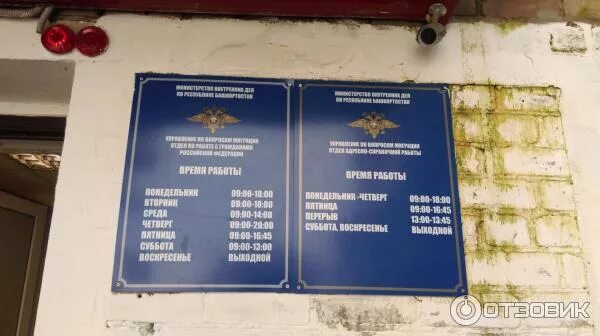 МИНИСТЕРСТВО ВНУТРЕННИХ ДЕЛ
ПО РЕСПУБЛИКЕ БАШКОРТОСТАН
УПРАВЛЕНИЕ ПО ВОПРОСАМ МИГРАЦИИ
ОТДЕЛ ПО РАБОТЕ С ГРАЖДАНАМИ
РОССИЙСКОЙ ФЕДЕРАЦИИ
ВРЕМЯ РАБОТЫ
ПОНЕДЕЛЬНИК 09:00-18:00
ВТОРНИК 09:00-18:00
СРЕДА 09:00-14:00
ЧЕТВЕРГ 09:00-20:00
ПЯТНИЦА 09:00-16:45
СУББОТА 09:00-13:00
ВОСКРЕСЕНЬЕ ВЫХОДНОЙ
МИНИСТЕРСТВО ВНУТРЕННИХ ДЕЛ
ПО РЕСПУБЛИКЕ БАШКОРТОСТАН
УПРАВЛЕНИЕ ПО ВОПРОСАМ МИГРАЦИИ
ОТДЕЛ АДРЕСНО-СПРАВОЧНОЙ РАБОТЫ
ВРЕМЯ РАБОТЫ
ПОНЕДЕЛЬНИК -ЧЕТВЕРГ 09:00-18:00
ПЯТНИЦА 09:00-16:45
ПЕРЕРЫВ 13:00-13:45
СУББОТА, ВОСКРЕСЕНЬЕ ВЫХОДНОЙ
ОТЗОВИК